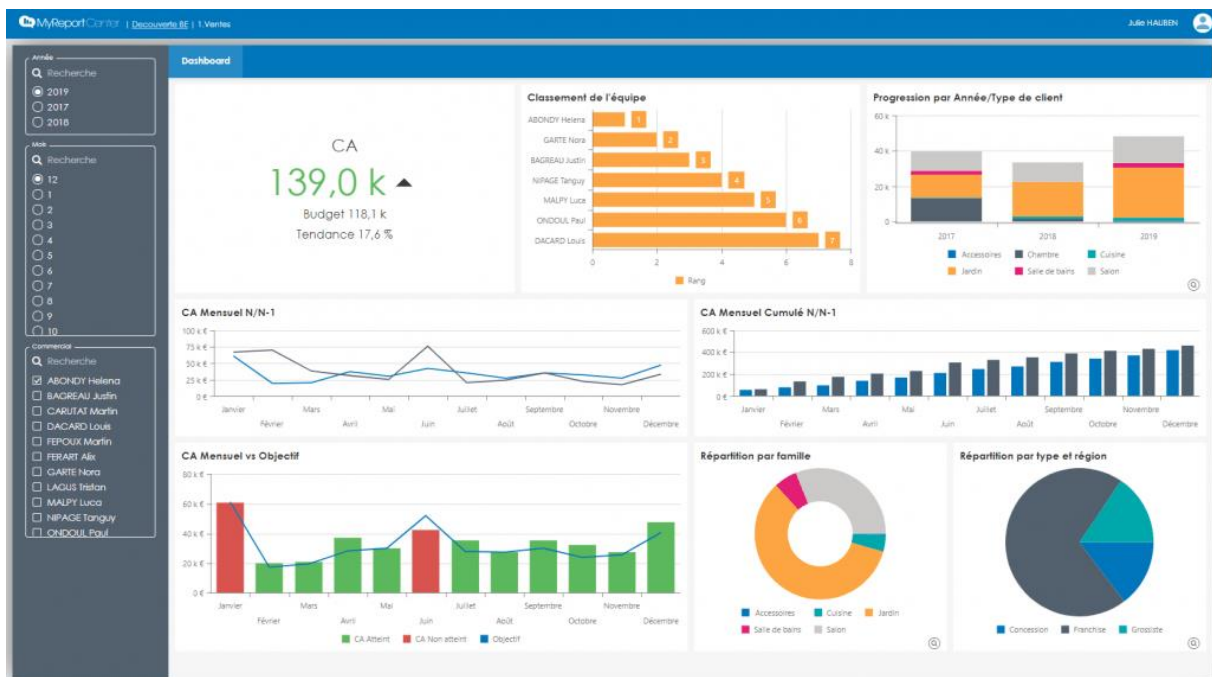 MyReport Center | Decouverte BE | 1.Ventes
Julie HAUBEN
Année
Recherche
2019
2017
2018
Mois
Recherche
12
1
2
3
4
5
6
7
8
9
10
Commercial
Recherche
ABONDY Helena
BAGREAU Justin
CARUTAT Martin
DACARD Louis
FEPOUX Martin
FERART Alix
GARTE Nora
LAGUS Tristan
MALPY Luca
NIPAGE Tanguy
ONDOUL Paul
Dashboard
CA
139,0 k
Budget 118,1 k
Tendance 17,6 %
Classement de l'équipe
ABONDY Helena 1
GARTE Nora 2
BAGREAU Justin 3
NIPAGE Tanguy 4
MALPY Luca 5
ONDOUL Paul 6
DACARD Louis 7
0 2 4 6 8
Rang
Progression par Année/Type de client
60 k
40 k
20 k
0
2017 2018 2019
Accessoires Chambre Cuisine
Jardin Salle de bains Salon
CA Mensuel N/N-1
100 k €
75 k €
50 k €
25 k €
0 €
Janvier Mars Mai Juillet Septembre Novembre
Février Avril Juin Août Octobre Décembre
CA Mensuel Cumulé N/N-1
600 k €
400 k €
200 k €
0 €
Janvier Mars Mai Juillet Septembre Novembre
Février Avril Juin Août Octobre Décembre
CA Mensuel vs Objectif
80 k €
60 k €
40 k €
20 k €
0 €
Janvier Mars Mai Juillet Septembre Novembre
Février Avril Juin Août Octobre Décembre
CA Atteint CA Non atteint Objectif
Répartition par famille
Accessoires Cuisine Jardin
Salle de bains Salon
Répartition par type et région
Concession Franchise Grossiste